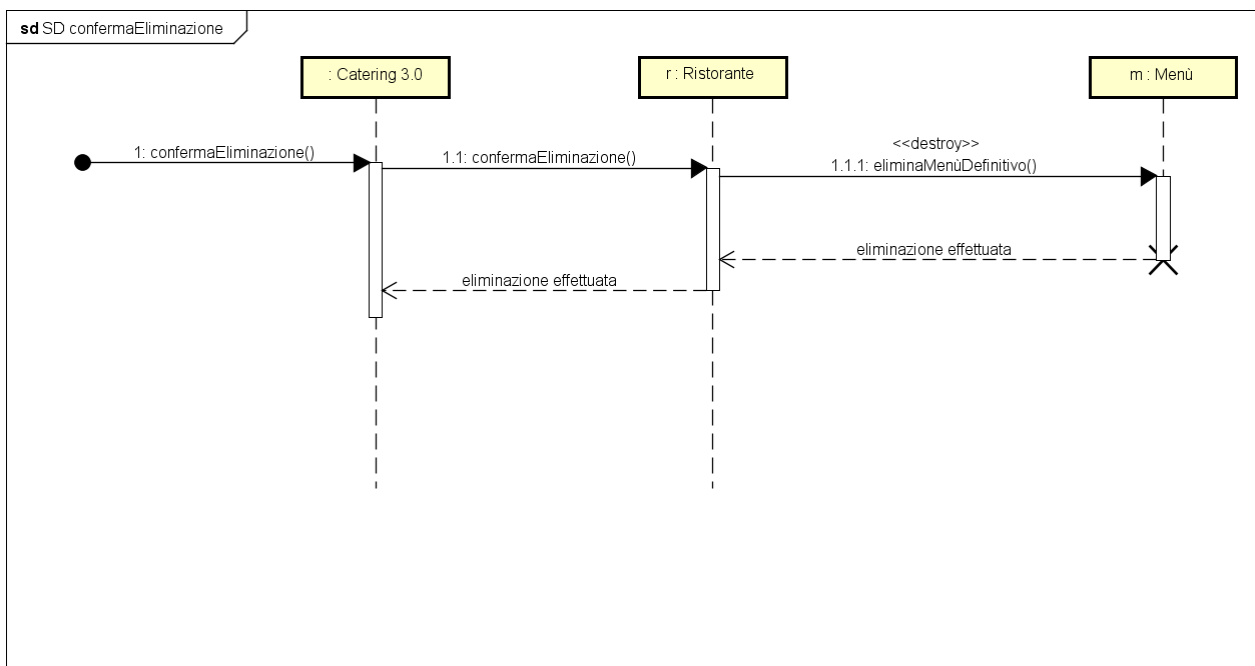 sd SD confermaEliminazione
: Catering 3.0
r : Ristorante
m : Menù
1: confermaEliminazione()
1.1: confermaEliminazione()
<<destroy>>
1.1.1: eliminaMenùDefinitivo()
eliminazione effettuata
eliminazione effettuata